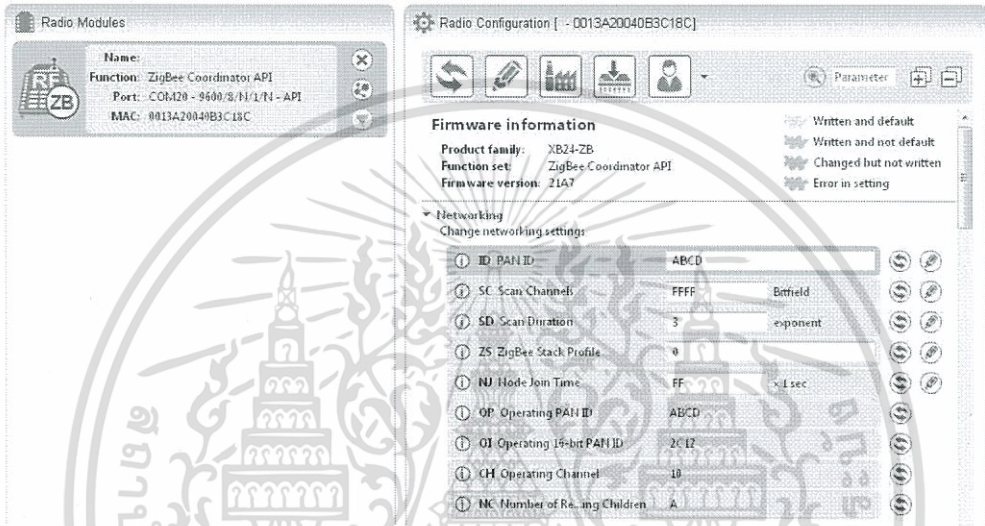 Radio Modules
Name:
Function: ZigBee Coordinator API
Port: COM20 - 9600/8/N/1/N - API
MAC: 0013A20040B3C18C
RF
ZB
Radio Configuration [ - 0013A20040B3C18C]
Parameter
Firmware information
Product family: XB24-ZB
Function set: ZigBee Coordinator API
Firmware version: 21A7
Written and default
Written and not default
Changed but not written
Error in setting
Networking
Change networking settings
ID PAN ID ABCD
SC Scan Channels FFFF Bitfield
SD Scan Duration 3 exponent
ZS ZigBee Stack Profile 0
NJ Node Join Time FF x 1 sec
OP Operating PAN ID ABCD
OI Operating 16-bit PAN ID
CH Operating Channel 10
NC Number of Re...ing Children A